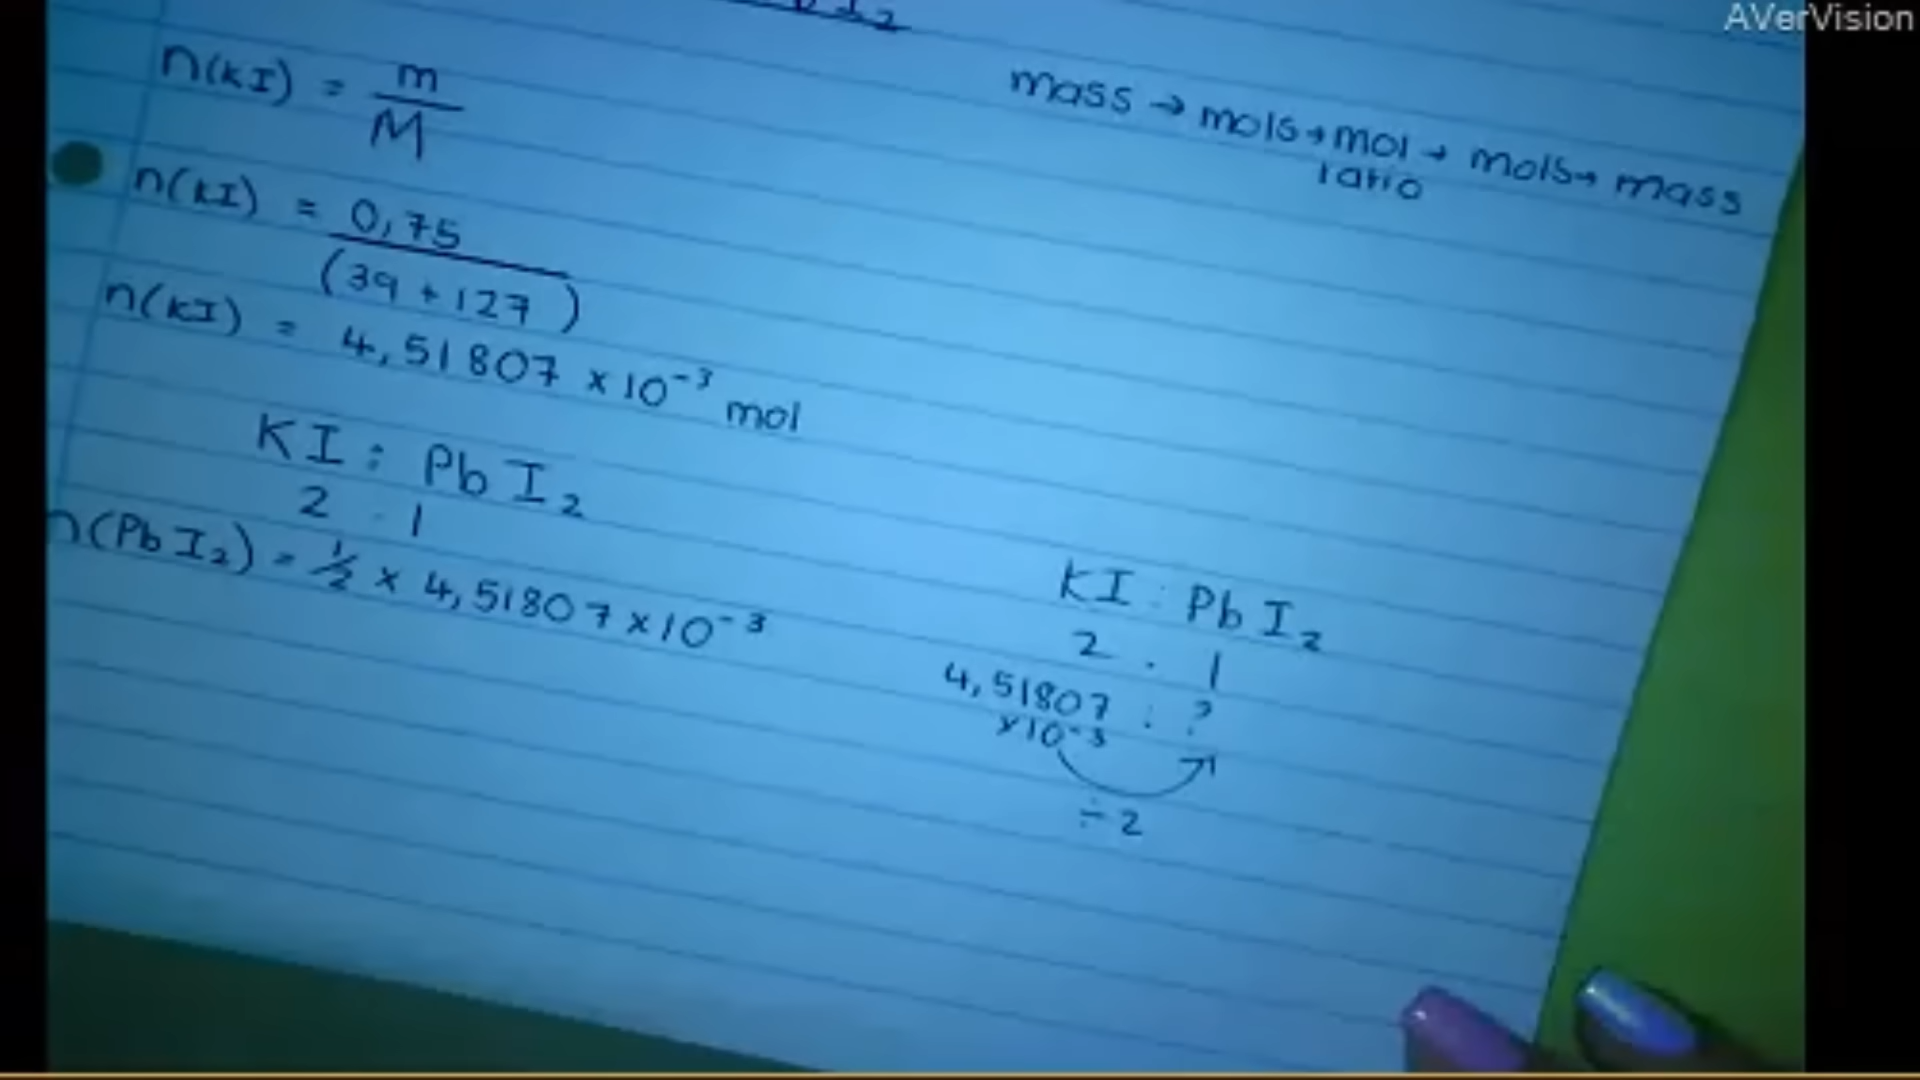 AVerVision
n(KI) = m
M
mass → mols → mol → mols → mass
ratio
n(KI) = 0,75
(39 + 127)
n(KI) = 4,51807 × 10⁻³ mol
KI : PbI₂
2 : 1
n(PbI₂) = ½ × 4,51807 × 10⁻³
KI : PbI₂
2 : 1
4,51807 : ?
×10⁻³
÷ 2